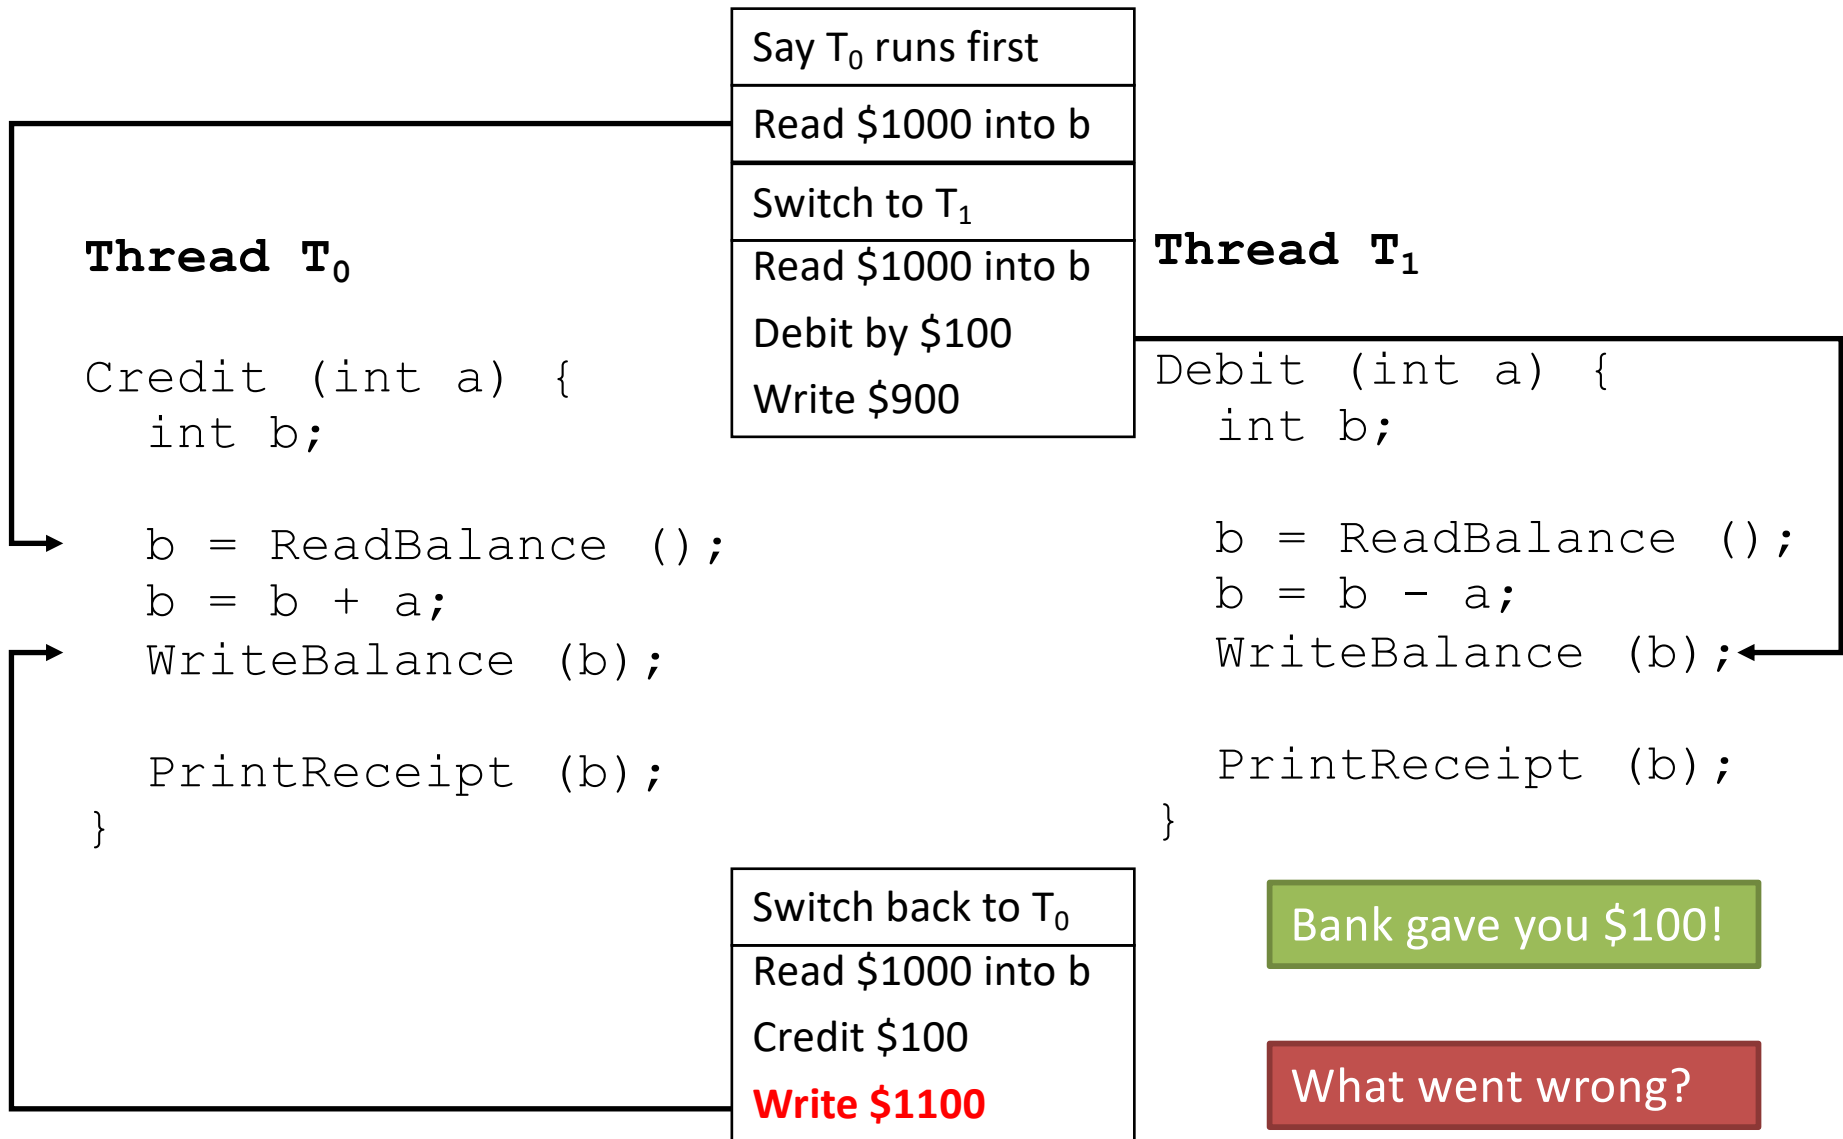 Say T₀ runs first
Read $1000 into b
Switch to T₁
Read $1000 into b
Debit by $100
Write $900
Thread T₀
Credit (int a) {
int b;
b = ReadBalance ();
b = b + a;
WriteBalance (b);
PrintReceipt (b);
}
Thread T₁
Debit (int a) {
int b;
b = ReadBalance ();
b = b - a;
WriteBalance (b);
PrintReceipt (b);
}
Switch back to T₀
Read $1000 into b
Credit $100
Write $1100
Bank gave you $100!
What went wrong?